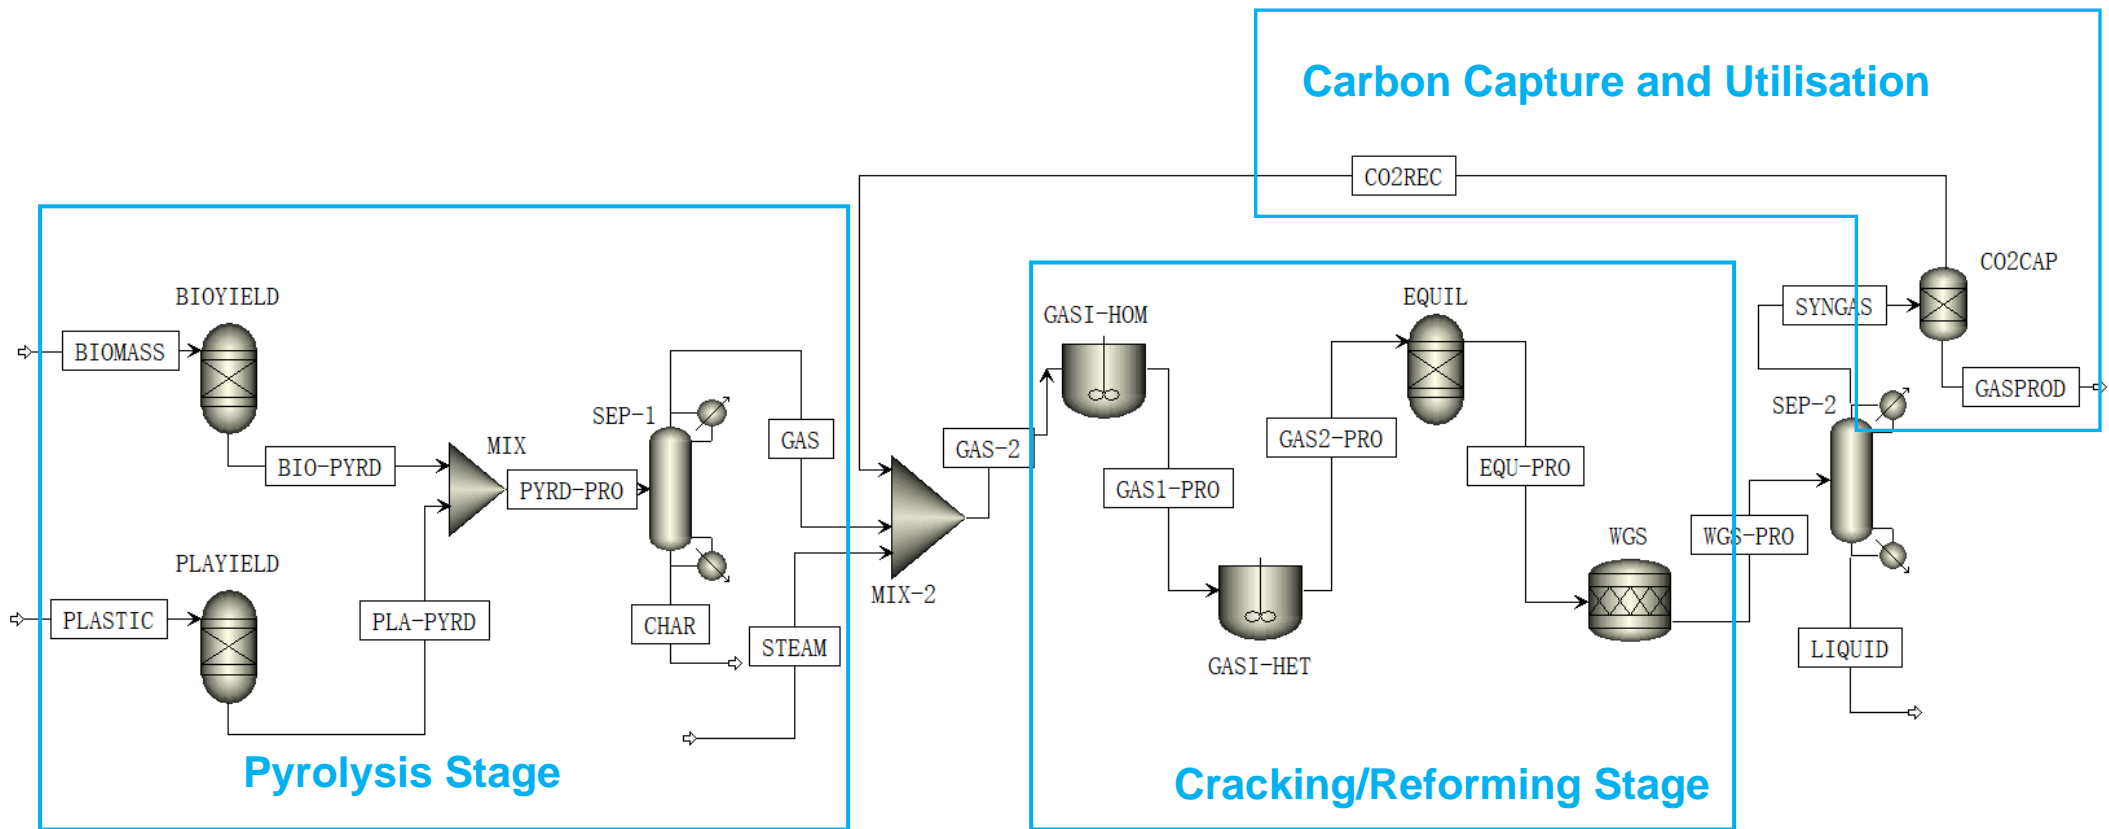 Carbon Capture and Utilisation
CO2REC
CO2CAP
BIOYIELD
EQUIL
SYNGAS
GASI-HOM
BIOMASS
GASPROD
SEP-1
SEP-2
GAS
GAS2-PRO
MIX
GAS-2
BIO-PYRD
EQU-PRO
PYRD-PRO
GAS1-PRO
WGS
WGS-PRO
PLAYIELD
MIX-2
PLASTIC
PLA-PYRD
CHAR
STEAM
LIQUID
GASI-HET
Pyrolysis Stage
Cracking/Reforming Stage